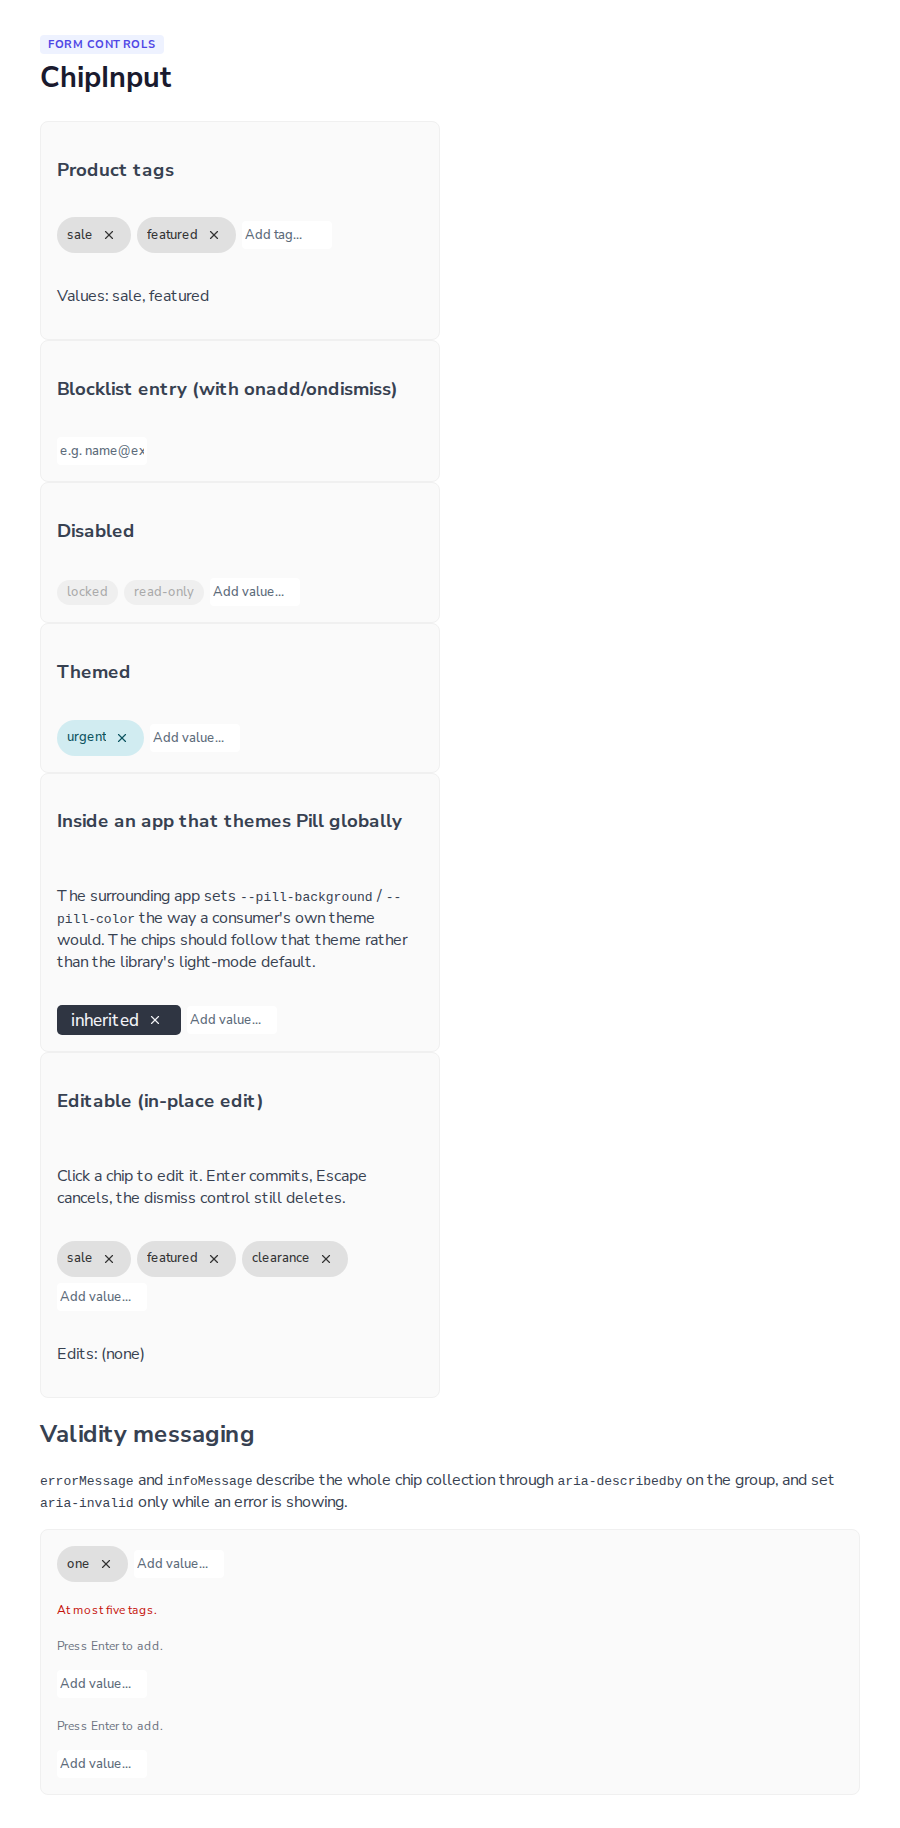 FORM CONTROLS
ChipInput
Product tags
sale × featured × Add tag...
Values: sale, featured
Blocklist entry (with onadd/ondismiss)
e.g. name@ex
Disabled
locked read-only Add value...
Themed
urgent × Add value...
Inside an app that themes Pill globally
The surrounding app sets --pill-background / --
pill-color the way a consumer's own theme
would. The chips should follow that theme rather
than the library's light-mode default.
inherited × Add value...
Editable (in-place edit)
Click a chip to edit it. Enter commits, Escape
cancels, the dismiss control still deletes.
sale × featured × clearance ×
Add value...
Edits: (none)
Validity messaging
errorMessage and infoMessage describe the whole chip collection through aria-describedby on the group, and set
aria-invalid only while an error is showing.
one × Add value...
At most five tags.
Press Enter to add.
Add value...
Press Enter to add.
Add value...